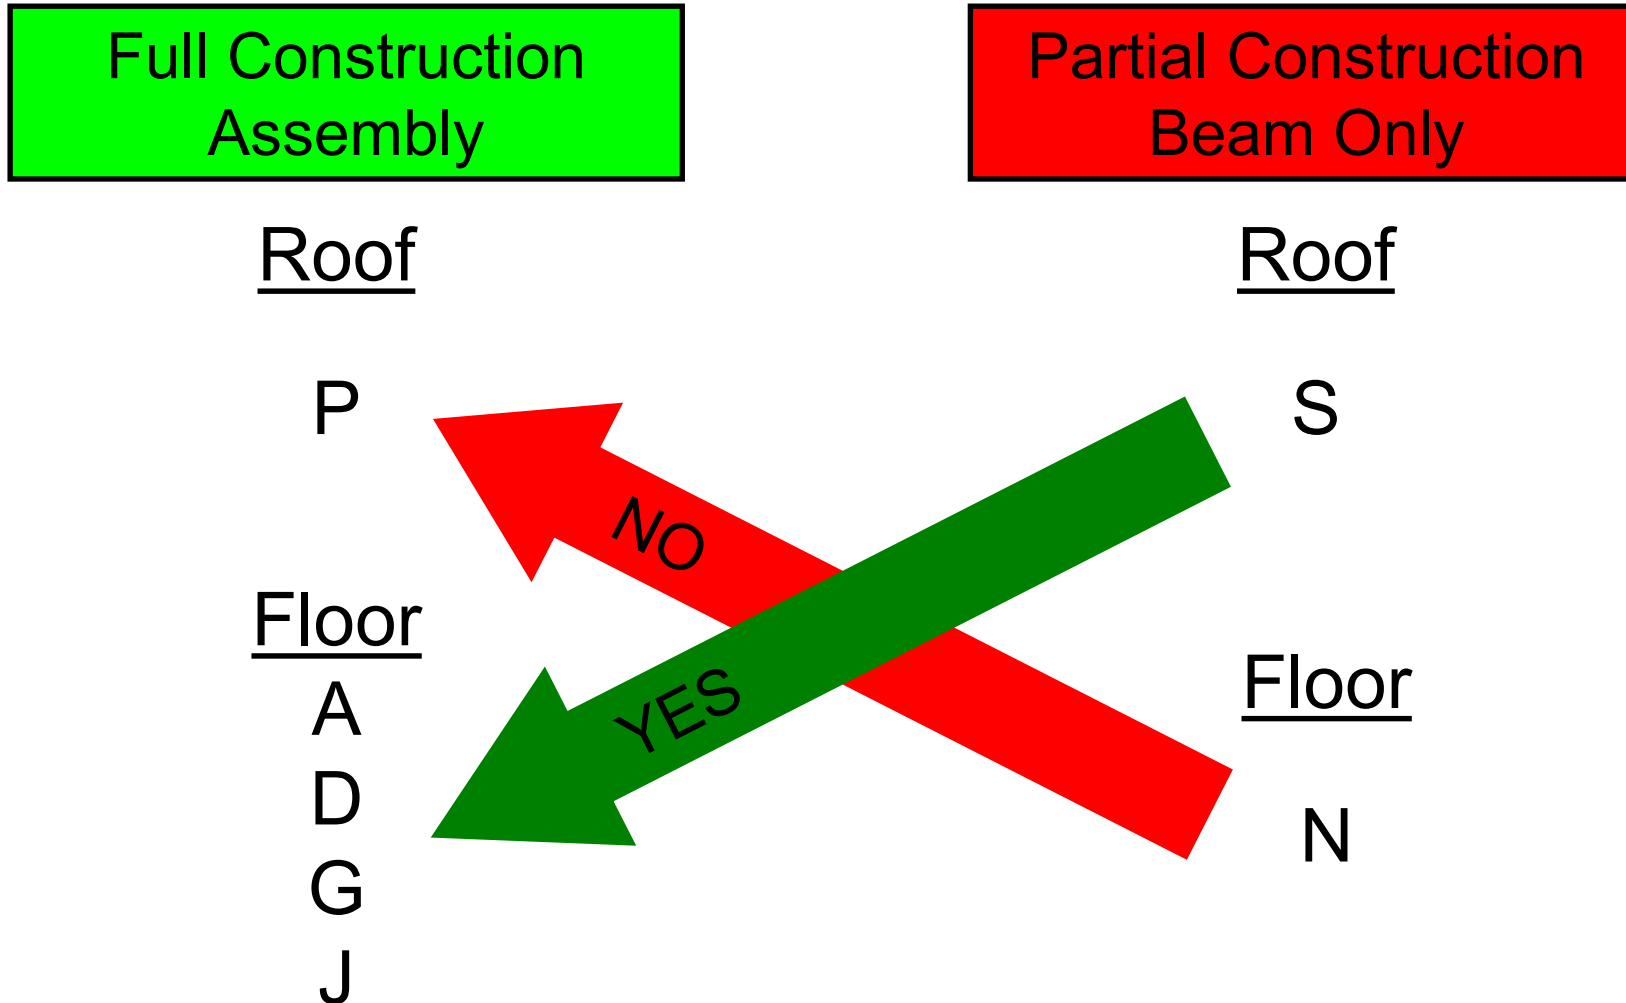 Full Construction
Assembly
Partial Construction
Beam Only
Roof
P
Floor
A
D
G
J
Roof
S
Floor
N
NO
YES